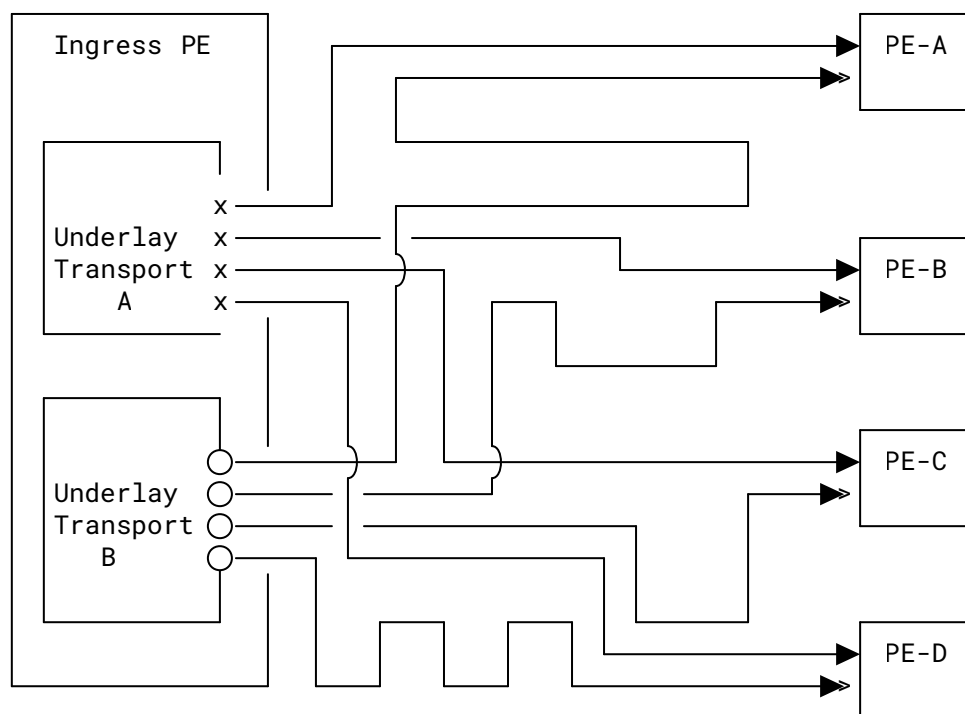 Ingress PE
PE-A
x
Underlay x
Transport x
A x
PE-B
PE-C
Underlay
Transport
B
PE-D